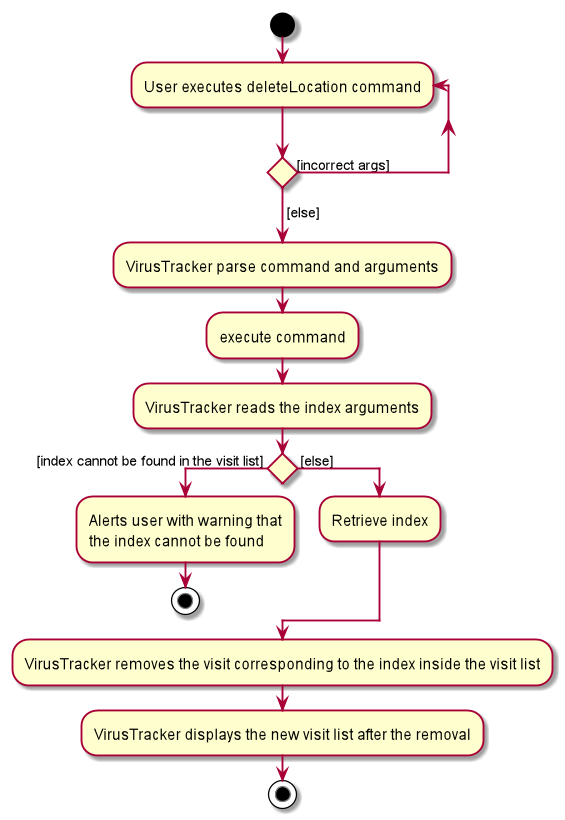 User executes deleteLocation command
[incorrect args]
[else]
VirusTracker parse command and arguments
execute command
VirusTracker reads the index arguments
[index cannot be found in the visit list]
[else]
Alerts user with warning that
the index cannot be found
Retrieve index
VirusTracker removes the visit corresponding to the index inside the visit list
VirusTracker displays the new visit list after the removal